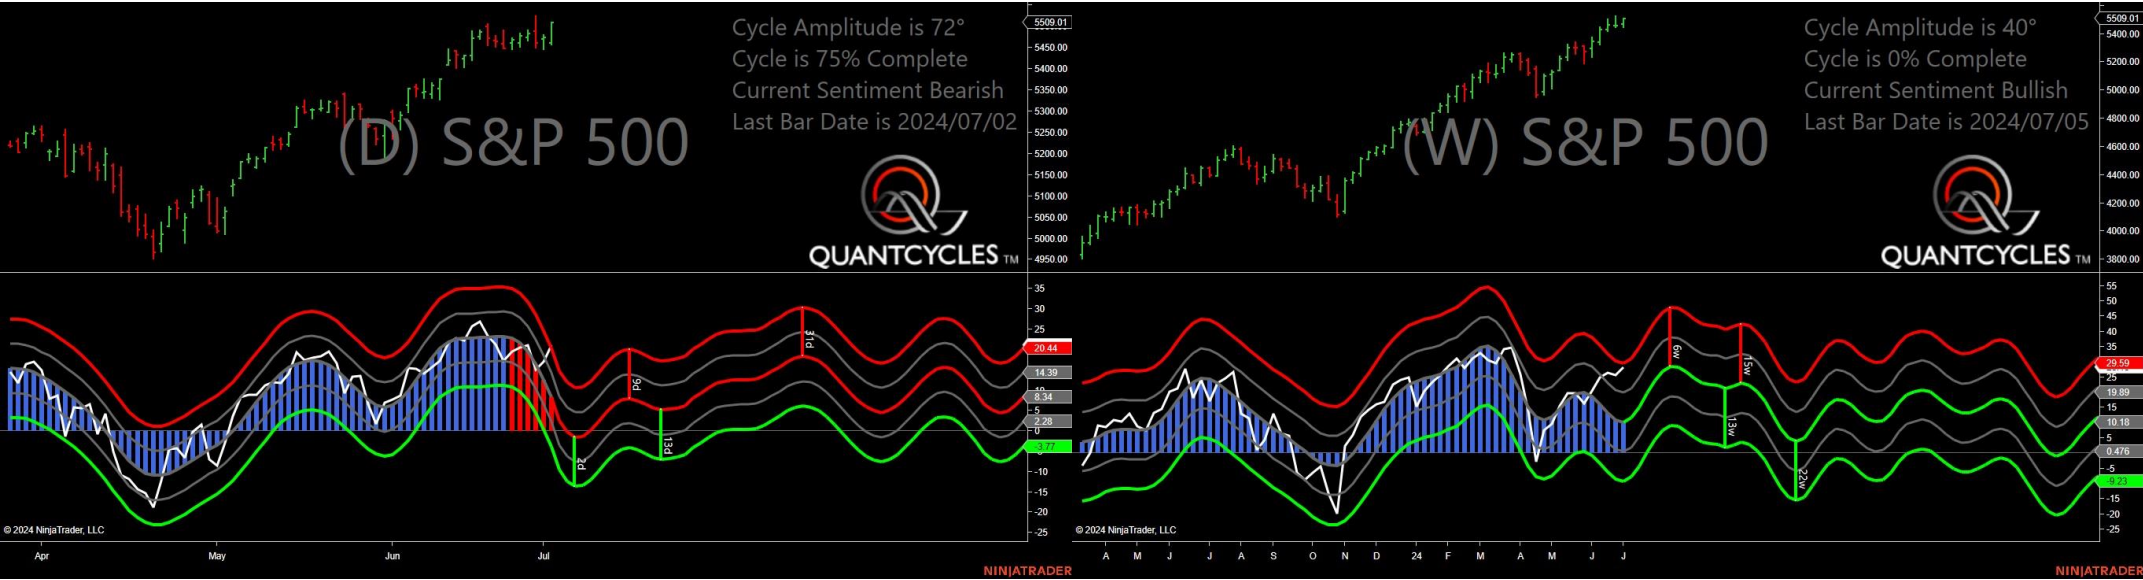 Cycle Amplitude is 72°
Cycle is 75% Complete
Current Sentiment Bearish
Last Bar Date is 2024/07/02
(D) S&P 500
QUANTCYCLES TM
5509.01
5450.00
5400.00
5350.00
5300.00
5250.00
5200.00
5150.00
5100.00
5050.00
5000.00
4950.00
35
30
25
20.44
14.39
8.34
5
2.28
0
-3.77
-10
-15
-20
-25
2d
9d
13d
31d
© 2024 NinjaTrader, LLC
Apr May Jun Jul
NINJATRADER
Cycle Amplitude is 40°
Cycle is 0% Complete
Current Sentiment Bullish
Last Bar Date is 2024/07/05
(W) S&P 500
QUANTCYCLES TM
5509.01
5400.00
5200.00
5000.00
4800.00
4600.00
4400.00
4200.00
4000.00
3800.00
55
50
45
40
35
29.59
25
19.89
15
10.18
5
0.476
-5
-9.23
-15
-20
-25
6w
13w
15w
22w
© 2024 NinjaTrader, LLC
A M J J A S O N D 24 F M A M J J
NINJATRADER